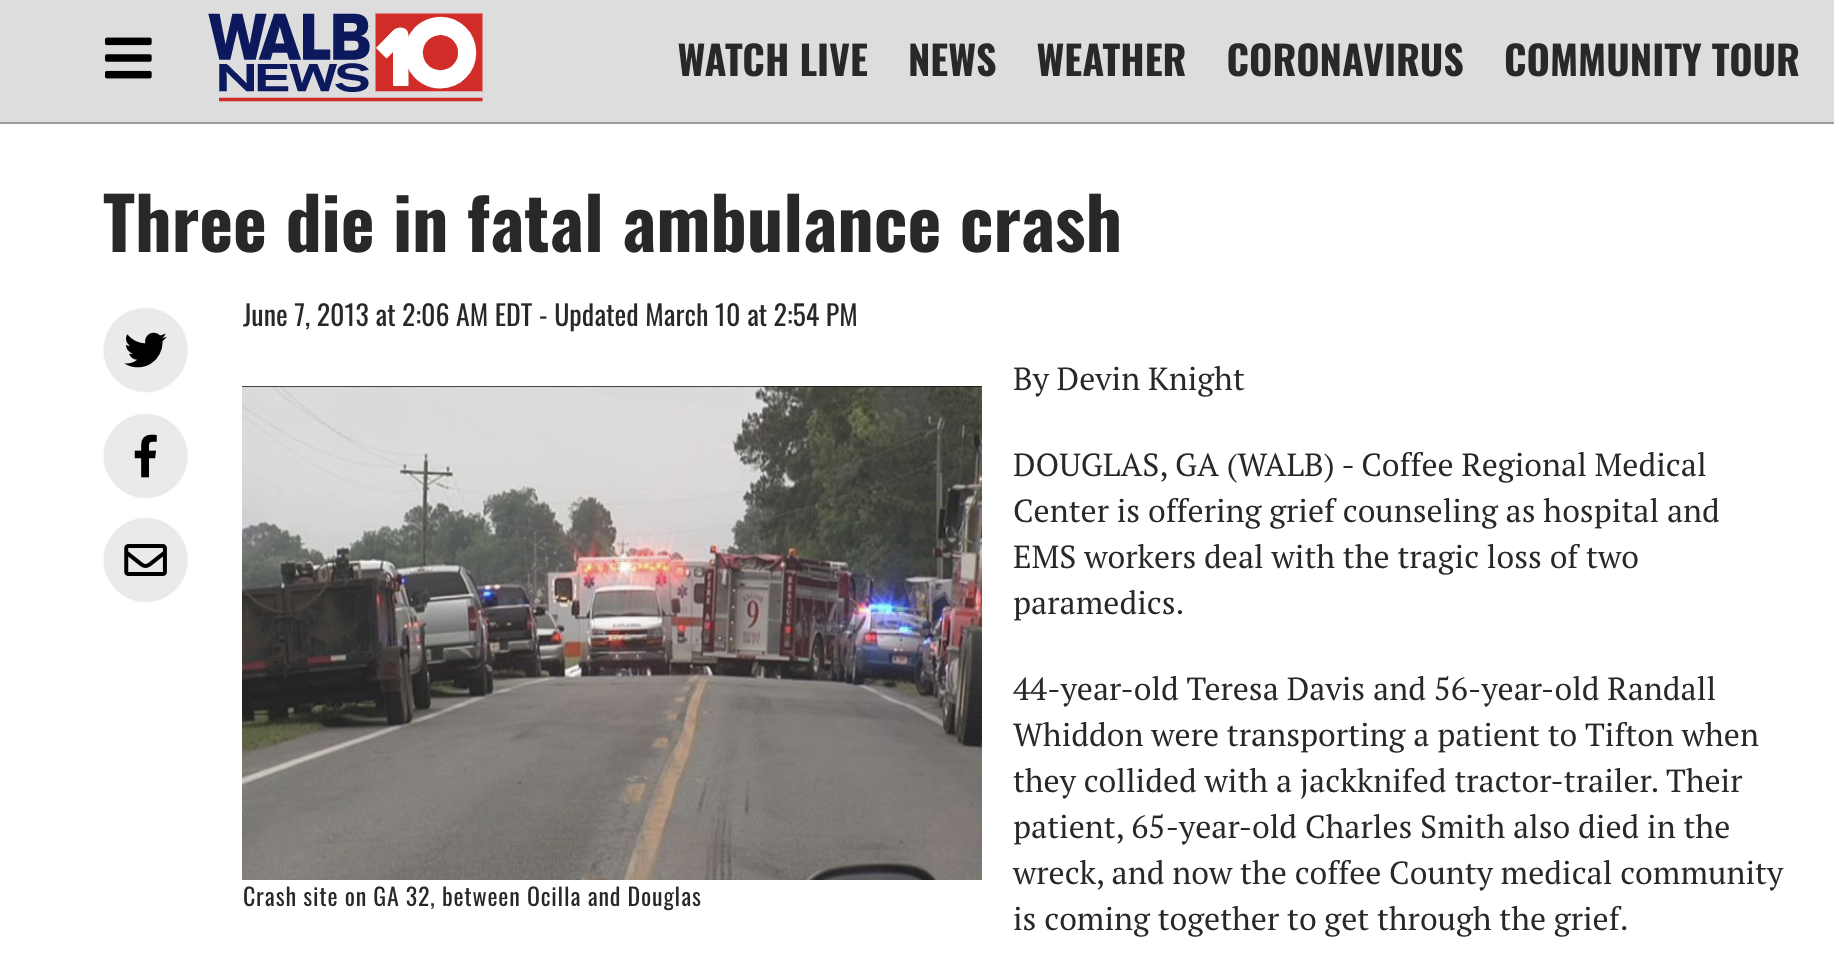 WALB
NEWS 10
WATCH LIVE NEWS WEATHER CORONAVIRUS COMMUNITY TOUR
Three die in fatal ambulance crash
June 7, 2013 at 2:06 AM EDT - Updated March 10 at 2:54 PM
ENGINE
9
Crash site on GA 32, between Ocilla and Douglas
By Devin Knight
DOUGLAS, GA (WALB) - Coffee Regional Medical
Center is offering grief counseling as hospital and
EMS workers deal with the tragic loss of two
paramedics.
44-year-old Teresa Davis and 56-year-old Randall
Whiddon were transporting a patient to Tifton when
they collided with a jackknifed tractor-trailer. Their
patient, 65-year-old Charles Smith also died in the
wreck, and now the coffee County medical community
is coming together to get through the grief.